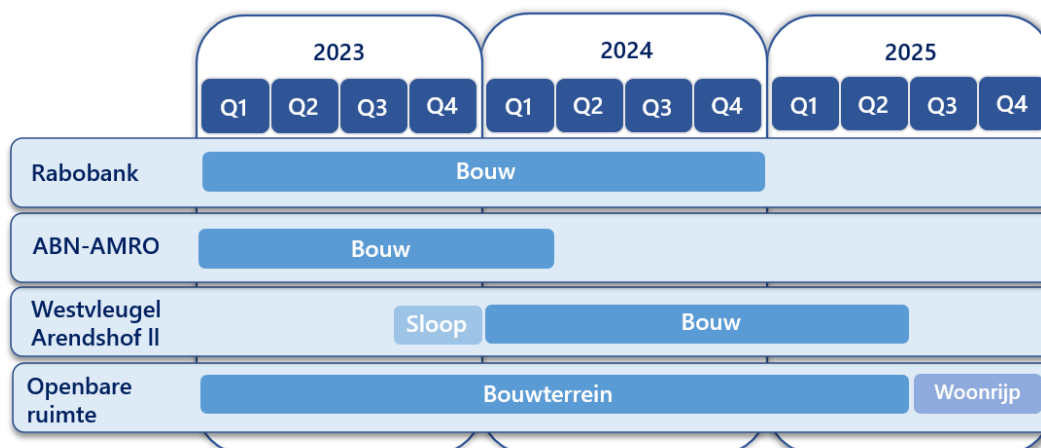 2023 2024 2025
Q1 Q2 Q3 Q4 Q1 Q2 Q3 Q4 Q1 Q2 Q3 Q4
Rabobank Bouw
ABN-AMRO Bouw
Westvleugel
Arendshof ll Sloop Bouw
Openbare
ruimte Bouwterrein Woonrijp